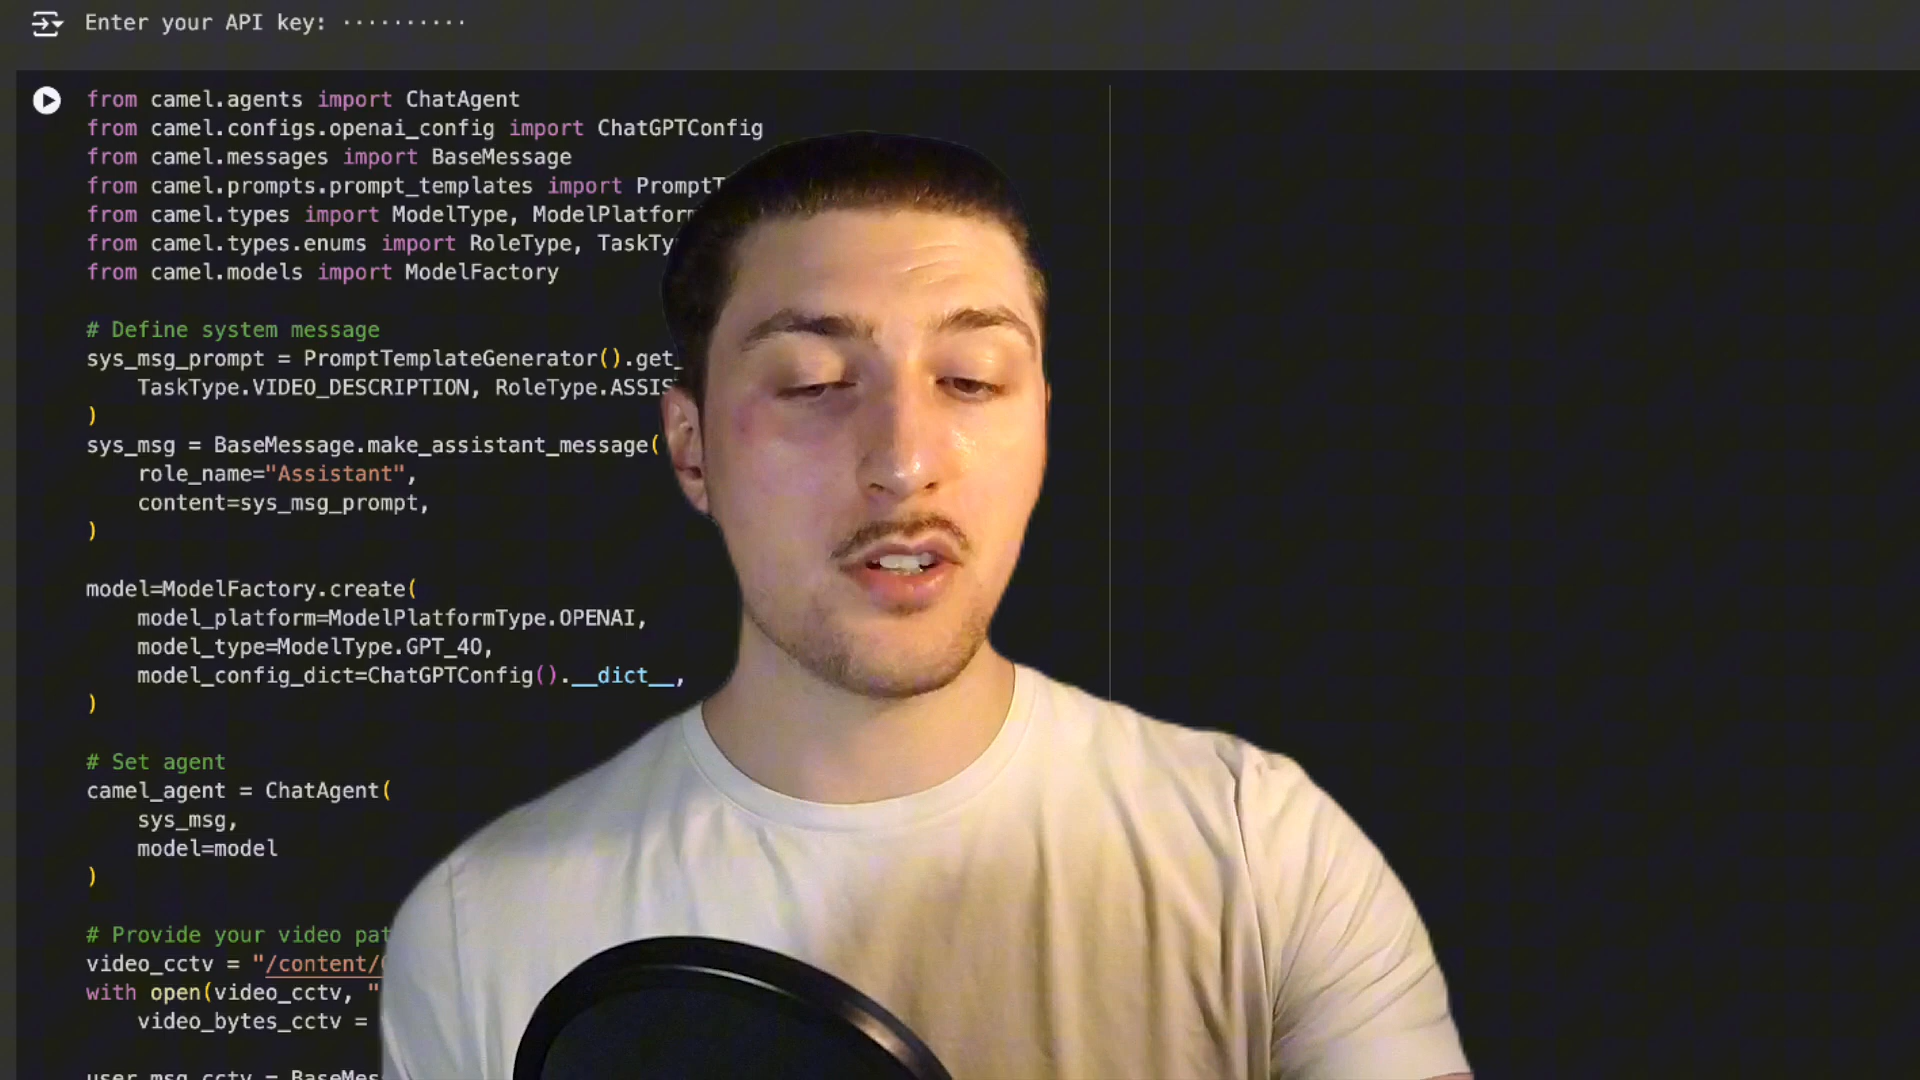 Enter your API key: ··········
from camel.agents import ChatAgent
from camel.configs.openai_config import ChatGPTConfig
from camel.messages import BaseMessage
from camel.prompts.prompt_templates import PromptT
from camel.types import ModelType, ModelPlatform
from camel.types.enums import RoleType, TaskTy
from camel.models import ModelFactory
# Define system message
sys_msg_prompt = PromptTemplateGenerator().get_
TaskType.VIDEO_DESCRIPTION, RoleType.ASSIS
)
sys_msg = BaseMessage.make_assistant_message(
role_name="Assistant",
content=sys_msg_prompt,
)
model=ModelFactory.create(
model_platform=ModelPlatformType.OPENAI,
model_type=ModelType.GPT_4O,
model_config_dict=ChatGPTConfig().__dict__,
)
# Set agent
camel_agent = ChatAgent(
sys_msg,
model=model
)
# Provide your video pat
video_cctv = "/content/
with open(video_cctv, "
video_bytes_cctv =
user_msg_cctv = BaseMes